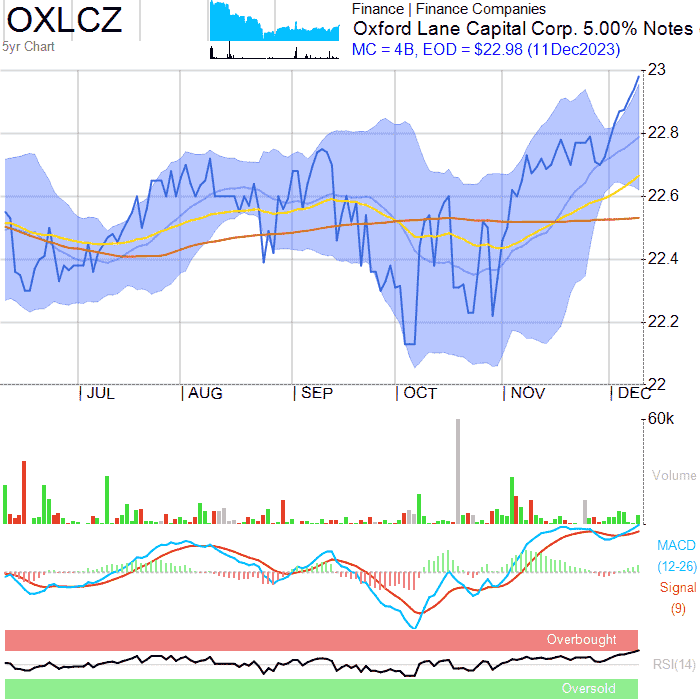 OXLCZ
5yr Chart
Finance | Finance Companies
Oxford Lane Capital Corp. 5.00% Notes
MC = 4B, EOD = $22.98 (11Dec2023)
23
22.8
22.6
22.4
22.2
22
| JUL | AUG | SEP | OCT | NOV | DEC
60k
Volume
MACD
(12-26)
Signal
(9)
Overbought
RSI(14)
Oversold